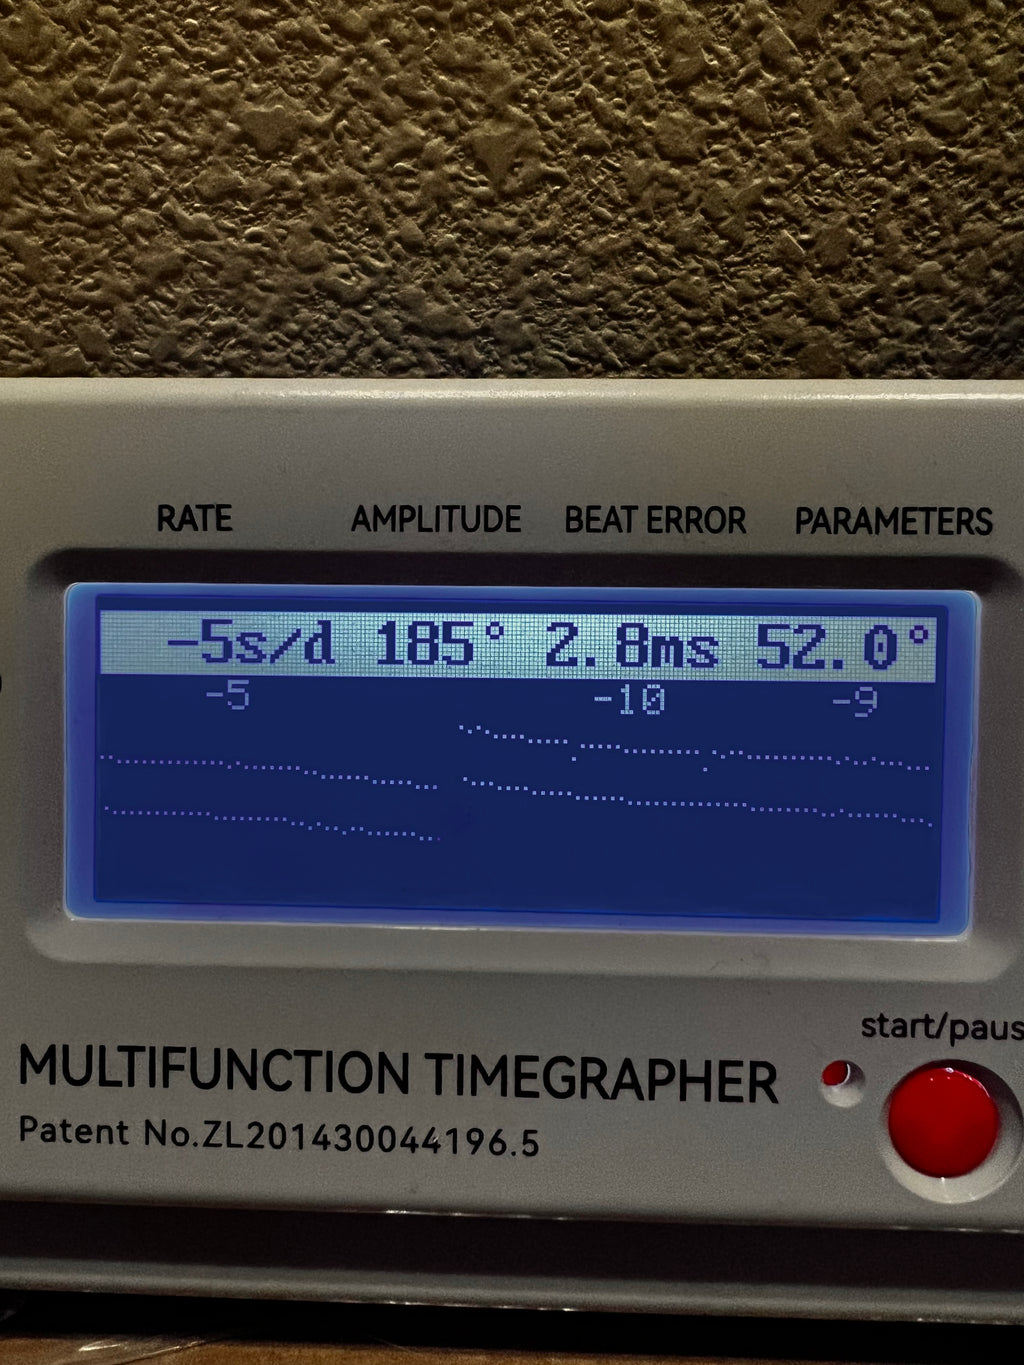 RATE AMPLITUDE BEAT ERROR PARAMETERS
-5s/d 185° 2.8ms 52.0°
-5 -10 -9
start/paus
MULTIFUNCTION TIMEGRAPHER
Patent No.ZL201430044196.5